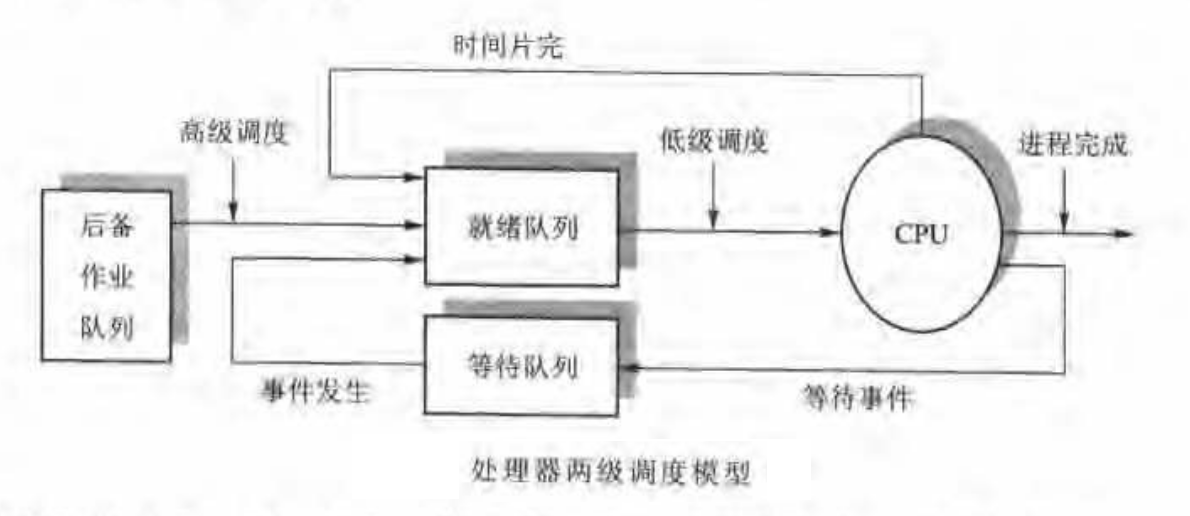 时间片完
高级调度
低级调度
进程完成
后备
作业
队列
就绪队列
CPU
等待队列
事件发生
等待事件
处理器两级调度模型